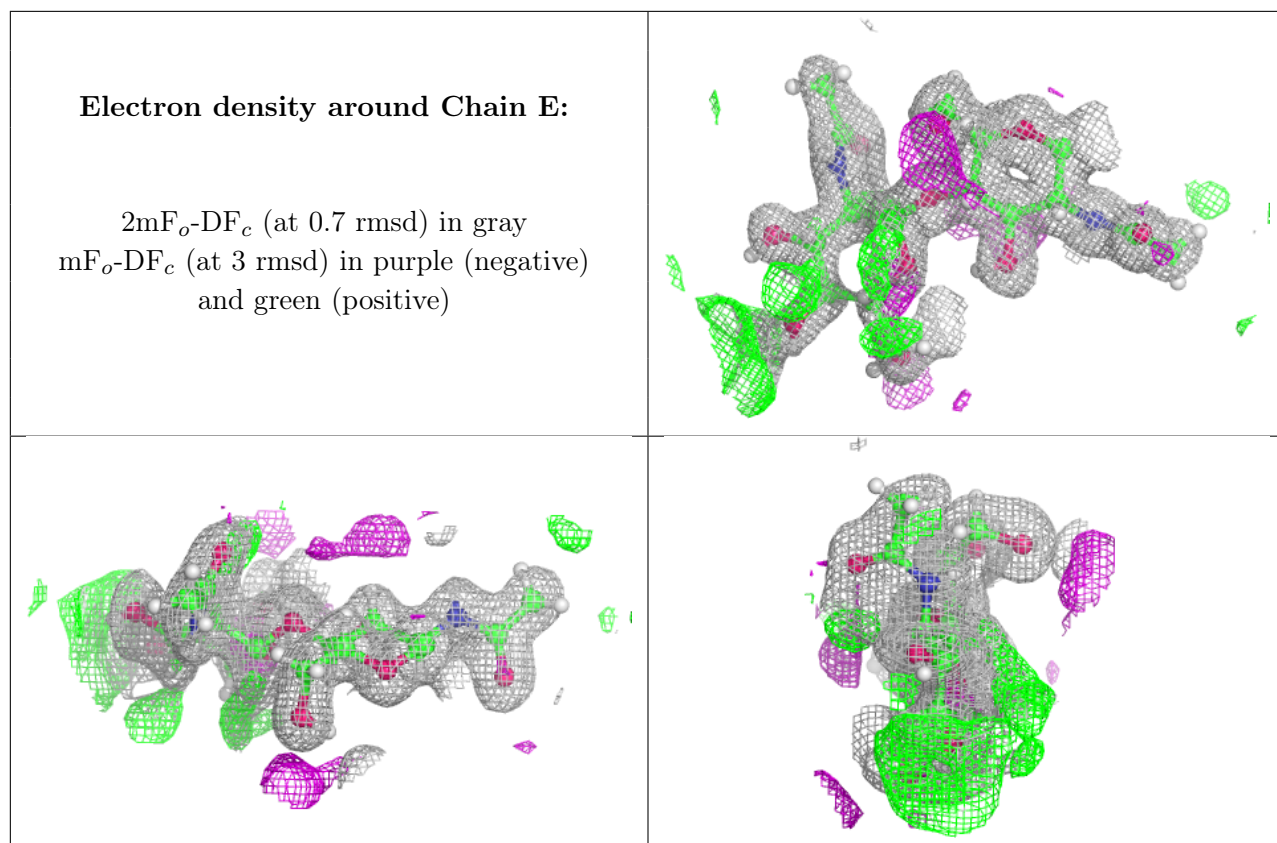 Electron density around Chain E:
2mFₒ-DF𝒸 (at 0.7 rmsd) in gray
mFₒ-DF𝒸 (at 3 rmsd) in purple (negative)
and green (positive)